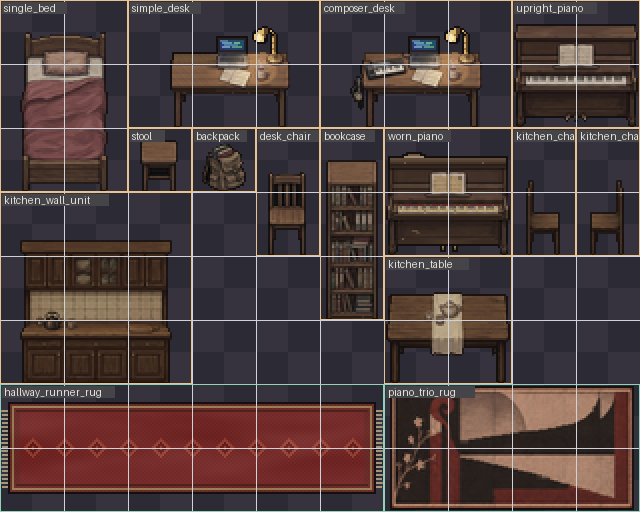 single_bed
simple_desk
composer_desk
upright_piano
stool
backpack
desk_chair
bookcase
worn_piano
kitchen_cha
kitchen_cha
kitchen_wall_unit
kitchen_table
hallway_runner_rug
piano_trio_rug